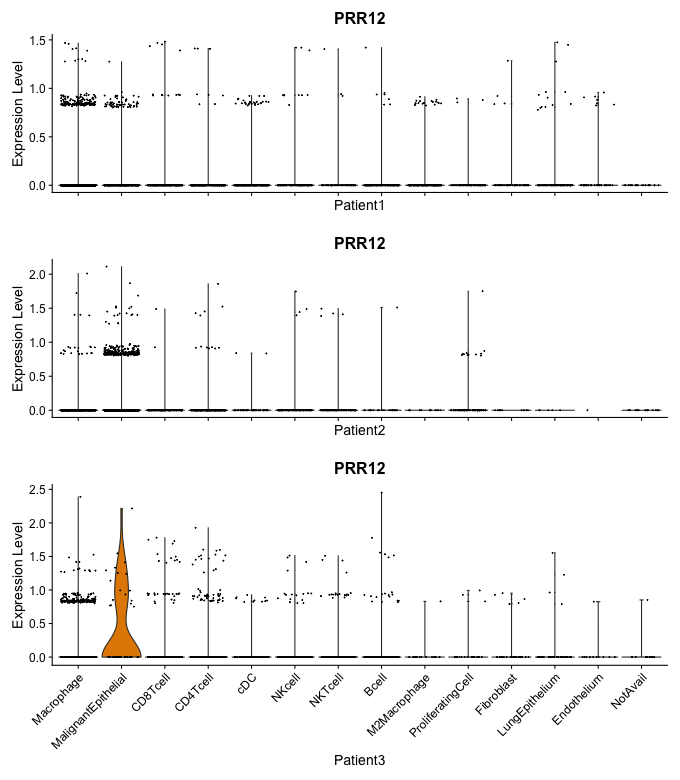 PRR12
Expression Level
1.5
1.0
0.5
0.0
Patient1
PRR12
Expression Level
2.0
1.5
1.0
0.5
0.0
Patient2
PRR12
Expression Level
2.5
2.0
1.5
1.0
0.5
0.0
Macrophage
MalignantEpithelial
CD8Tcell
CD4Tcell
cDC
NKcell
NKTcell
Bcell
M2Macrophage
ProliferatingCell
Fibroblast
LungEpithelium
Endothelium
NotAvail
Patient3